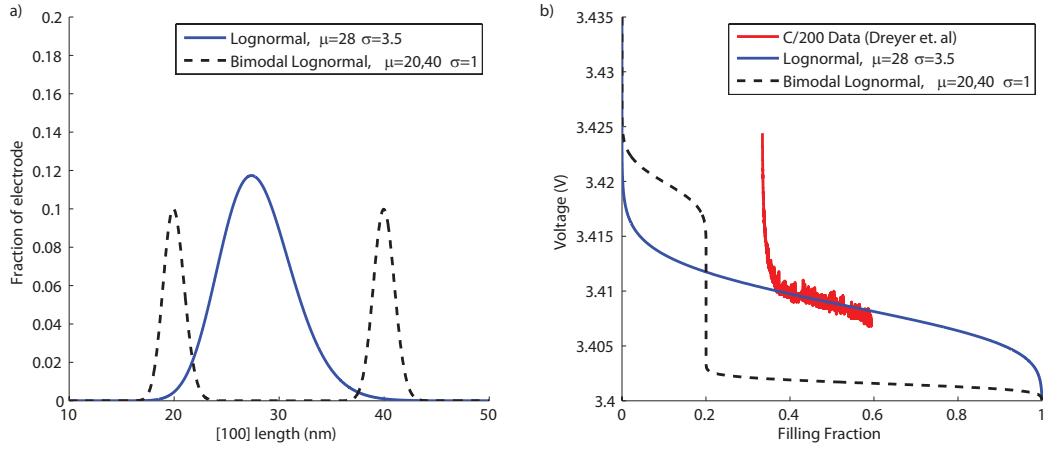 a)
0.2
0.18
0.16
0.14
0.12
0.1
0.08
0.06
0.04
0.02
0
Fraction of electrode
Lognormal, μ=28 σ=3.5
Bimodal Lognormal, μ=20,40 σ=1
10
20
30
40
50
[100] length (nm)
b)
3.435
3.43
3.425
3.42
3.415
3.41
3.405
3.4
Voltage (V)
C/200 Data (Dreyer et. al)
Lognormal, μ=28 σ=3.5
Bimodal Lognormal, μ=20,40 σ=1
0
0.2
0.4
0.6
0.8
1
Filling Fraction